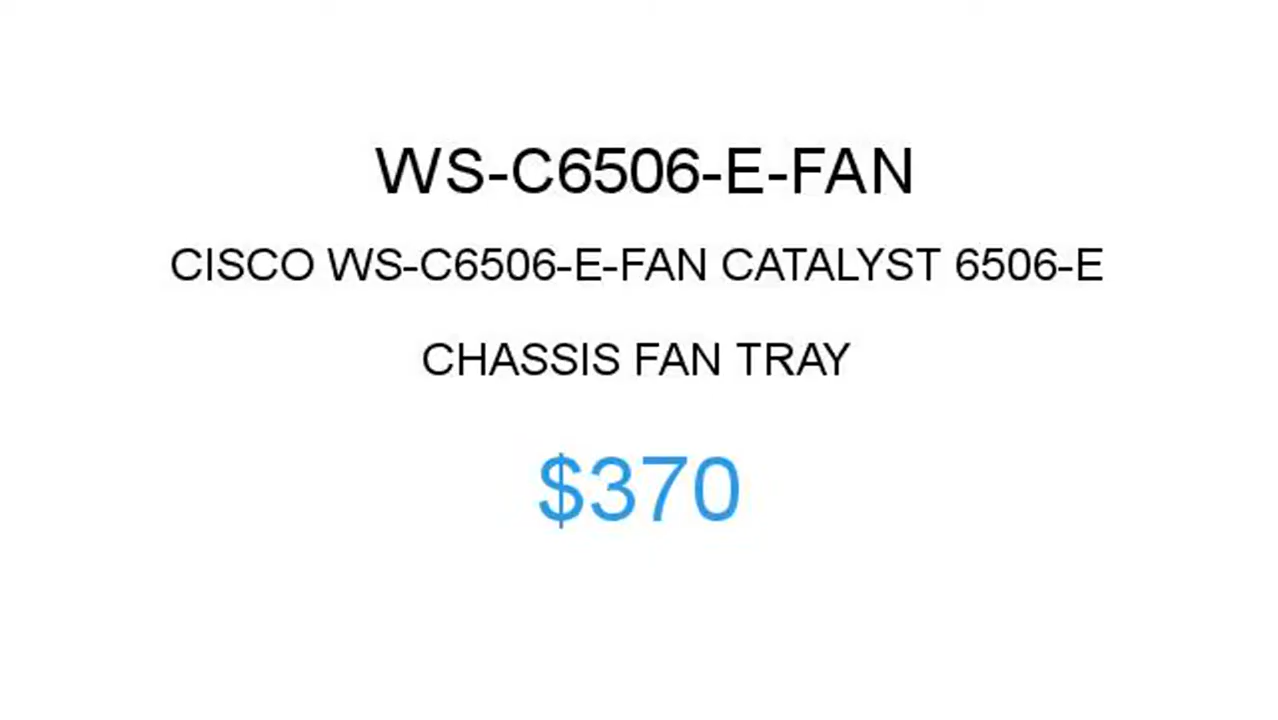 WS-C6506-E-FAN
CISCO WS-C6506-E-FAN CATALYST 6506-E
CHASSIS FAN TRAY
$370